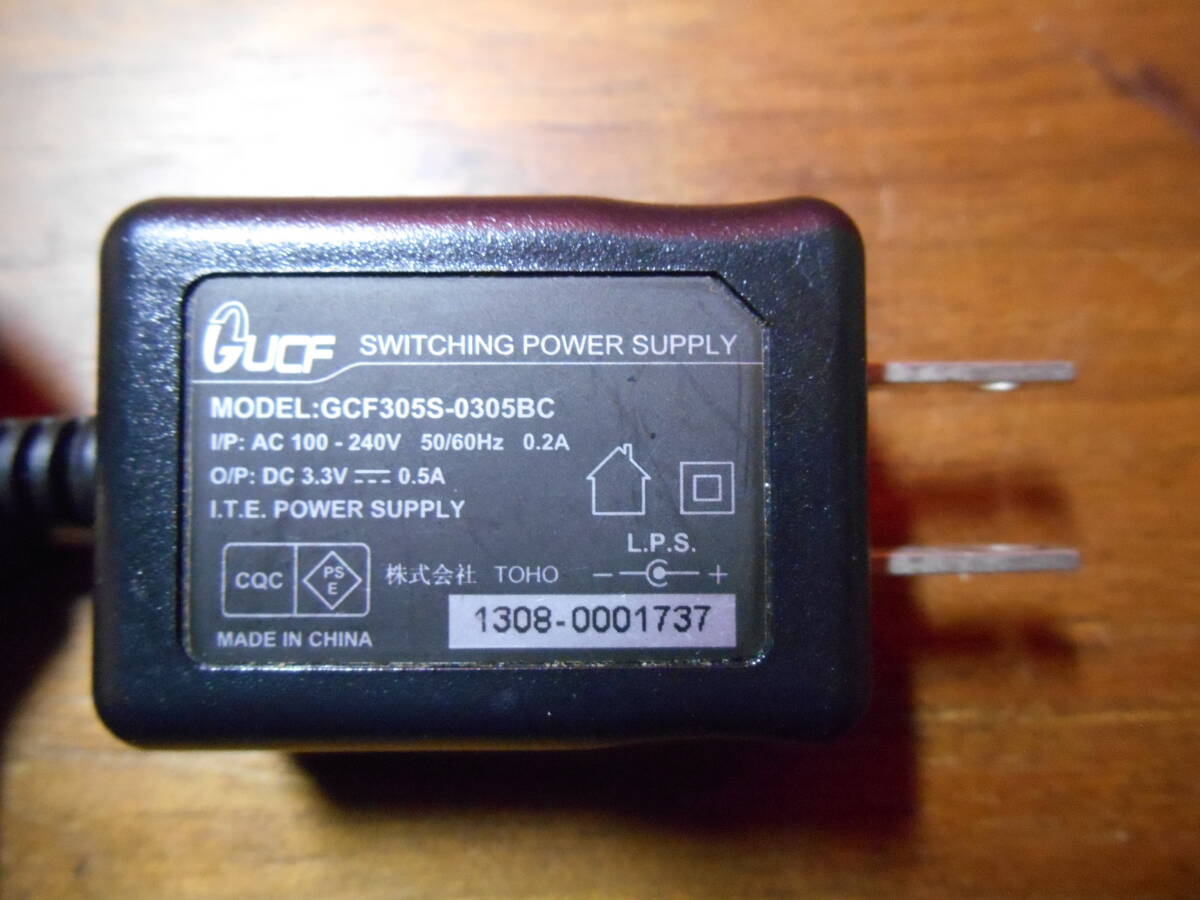 GUCF SWITCHING POWER SUPPLY
MODEL:GCF305S-0305BC
I/P: AC 100 - 240V 50/60Hz 0.2A
O/P: DC 3.3V ⎓ 0.5A
I.T.E. POWER SUPPLY
L.P.S.
CQC PS E 株式会社 TOHO − +
MADE IN CHINA 1308-0001737